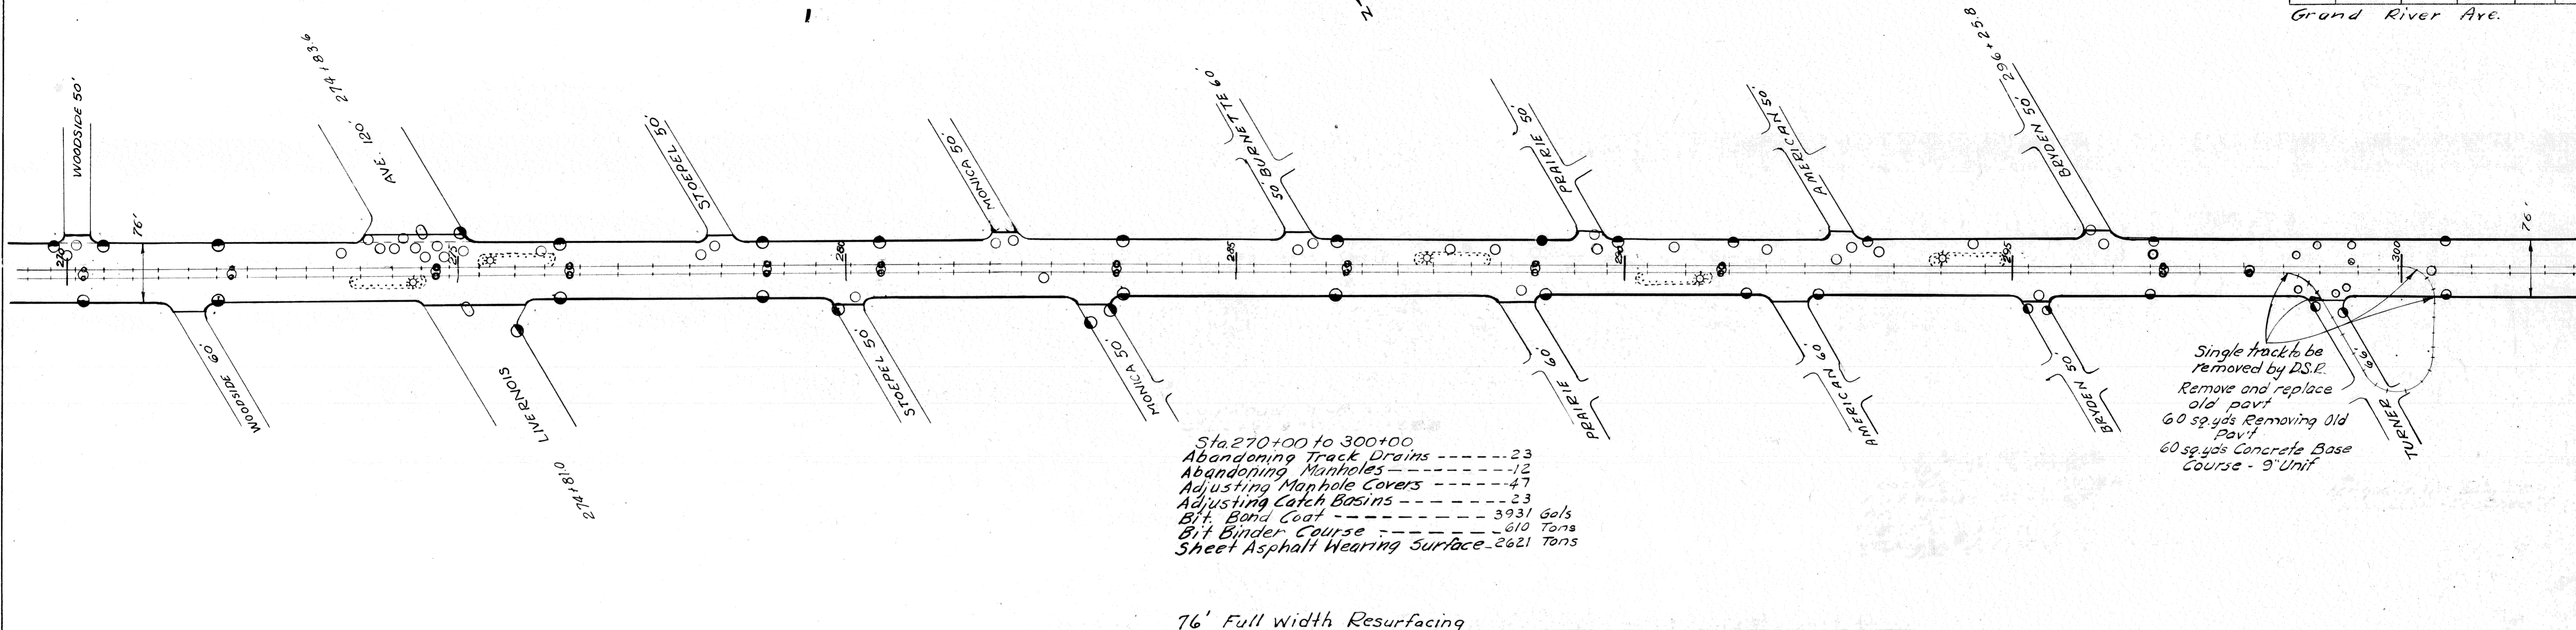 Grand River Ave.
WOODSIDE 50'
274+83.6
AVE. 120'
STOEPEL 50'
MONICA 50'
50' BURNETTE 60'
PRAIRIE 50'
AMERICAN 50'
BRYDEN 50' 296+25.8
76'
76'
270
275
280
285
290
295
300
WOODSIDE 60'
LIVERNOIS
274+81.0
STOEPEL 50'
MONICA 50'
PRAIRIE 60'
AMERICAN 60'
BRYDEN 50'
66'
TURNER
Single track to be
removed by D.S.R.
Remove and replace
old pav't
60 sq.yds Removing Old
Pav't
60 sq.yds Concrete Base
Course - 9" Unif
Sta. 270+00 to 300+00
Abandoning Track Drains ------23
Abandoning Manholes---------12
Adjusting Manhole Covers ------47
Adjusting Catch Basins --------23
Bit. Bond Coat ----------- 3931 Gals
Bit Binder Course --------- 610 Tons
Sheet Asphalt Wearing Surface-2621 Tons
76' Full Width Resurfacing